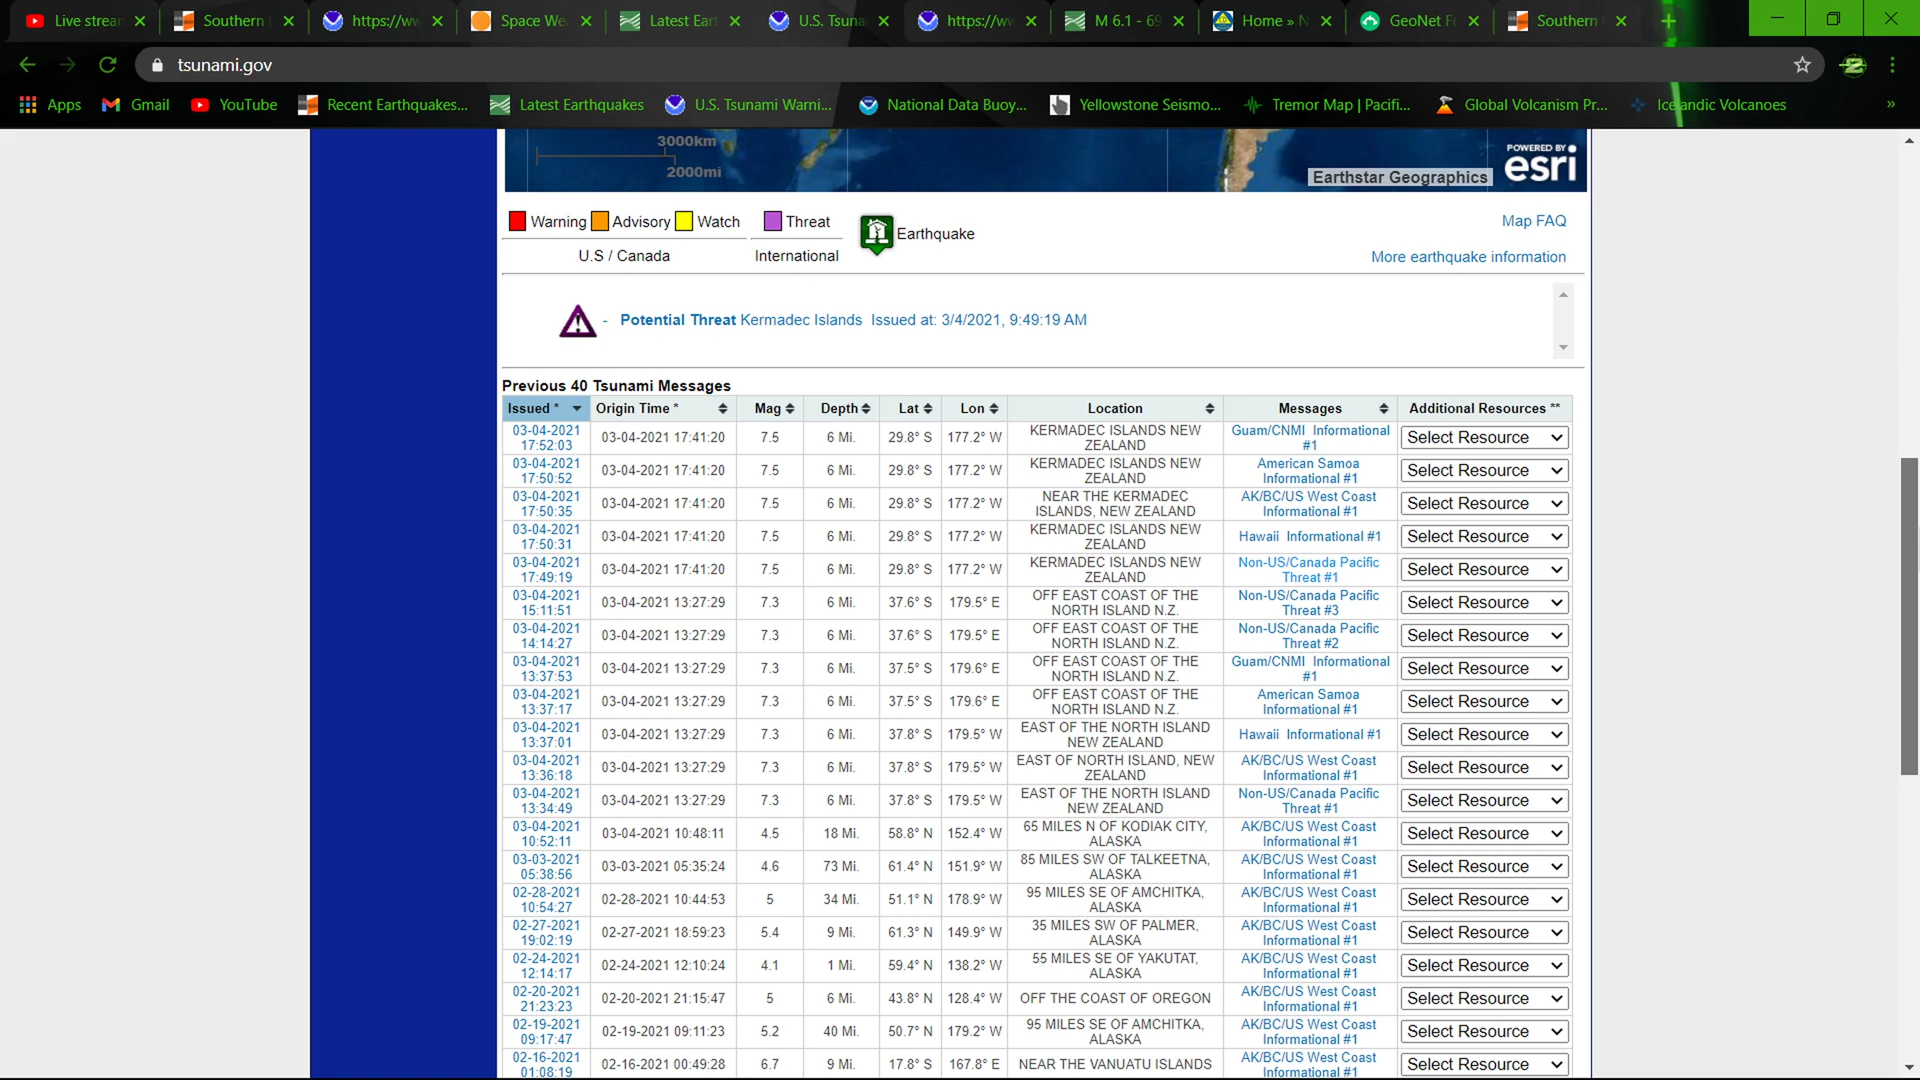 Live strean
Southern
https://ww
Space We
Latest Eart
U.S. Tsuna
https://ww
M 6.1 - 69
Home » N
GeoNet Fe
Southern
tsunami.gov
Apps
Gmail
YouTube
Recent Earthquakes...
Latest Earthquakes
U.S. Tsunami Warni...
National Data Buoy...
Yellowstone Seismo...
Tremor Map | Pacifi...
Global Volcanism Pr...
Icelandic Volcanoes
»
3000km
2000mi
Earthstar Geographics
POWERED BY
esri
Warning
Advisory
Watch
Threat
Earthquake
Map FAQ
U.S / Canada
International
More earthquake information
- Potential Threat Kermadec Islands Issued at: 3/4/2021, 9:49:19 AM
Previous 40 Tsunami Messages
Issued * Origin Time * Mag Depth Lat Lon Location Messages Additional Resources **
03-04-2021 KERMADEC ISLANDS NEW Guam/CNMI Informational
17:52:03 03-04-2021 17:41:20 7.5 6 Mi. 29.8° S 177.2° W ZEALAND #1 Select Resource
03-04-2021 KERMADEC ISLANDS NEW American Samoa
17:50:52 03-04-2021 17:41:20 7.5 6 Mi. 29.8° S 177.2° W ZEALAND Informational #1 Select Resource
03-04-2021 NEAR THE KERMADEC AK/BC/US West Coast
17:50:35 03-04-2021 17:41:20 7.5 6 Mi. 29.8° S 177.2° W ISLANDS, NEW ZEALAND Informational #1 Select Resource
03-04-2021 KERMADEC ISLANDS NEW
17:50:31 03-04-2021 17:41:20 7.5 6 Mi. 29.8° S 177.2° W ZEALAND Hawaii Informational #1 Select Resource
03-04-2021 KERMADEC ISLANDS NEW Non-US/Canada Pacific
17:49:19 03-04-2021 17:41:20 7.5 6 Mi. 29.8° S 177.2° W ZEALAND Threat #1 Select Resource
03-04-2021 OFF EAST COAST OF THE Non-US/Canada Pacific
15:11:51 03-04-2021 13:27:29 7.3 6 Mi. 37.6° S 179.5° E NORTH ISLAND N.Z. Threat #3 Select Resource
03-04-2021 OFF EAST COAST OF THE Non-US/Canada Pacific
14:14:27 03-04-2021 13:27:29 7.3 6 Mi. 37.6° S 179.5° E NORTH ISLAND N.Z. Threat #2 Select Resource
03-04-2021 OFF EAST COAST OF THE Guam/CNMI Informational
13:37:53 03-04-2021 13:27:29 7.3 6 Mi. 37.5° S 179.6° E NORTH ISLAND N.Z. #1 Select Resource
03-04-2021 OFF EAST COAST OF THE American Samoa
13:37:17 03-04-2021 13:27:29 7.3 6 Mi. 37.5° S 179.6° E NORTH ISLAND N.Z. Informational #1 Select Resource
03-04-2021 EAST OF THE NORTH ISLAND
13:37:01 03-04-2021 13:27:29 7.3 6 Mi. 37.8° S 179.5° W NEW ZEALAND Hawaii Informational #1 Select Resource
03-04-2021 EAST OF NORTH ISLAND, NEW AK/BC/US West Coast
13:36:18 03-04-2021 13:27:29 7.3 6 Mi. 37.8° S 179.5° W ZEALAND Informational #1 Select Resource
03-04-2021 EAST OF THE NORTH ISLAND Non-US/Canada Pacific
13:34:49 03-04-2021 13:27:29 7.3 6 Mi. 37.8° S 179.5° W NEW ZEALAND Threat #1 Select Resource
03-04-2021 65 MILES N OF KODIAK CITY, AK/BC/US West Coast
10:52:11 03-04-2021 10:48:11 4.5 18 Mi. 58.8° N 152.4° W ALASKA Informational #1 Select Resource
03-03-2021 85 MILES SW OF TALKEETNA, AK/BC/US West Coast
05:38:56 03-03-2021 05:35:24 4.6 73 Mi. 61.4° N 151.9° W ALASKA Informational #1 Select Resource
02-28-2021 95 MILES SE OF AMCHITKA, AK/BC/US West Coast
10:54:27 02-28-2021 10:44:53 5 34 Mi. 51.1° N 178.9° W ALASKA Informational #1 Select Resource
02-27-2021 35 MILES SW OF PALMER, AK/BC/US West Coast
19:02:19 02-27-2021 18:59:23 5.4 9 Mi. 61.3° N 149.9° W ALASKA Informational #1 Select Resource
02-24-2021 55 MILES SE OF YAKUTAT, AK/BC/US West Coast
12:14:17 02-24-2021 12:10:24 4.1 1 Mi. 59.4° N 138.2° W ALASKA Informational #1 Select Resource
02-20-2021 AK/BC/US West Coast
21:23:23 02-20-2021 21:15:47 5 6 Mi. 43.8° N 128.4° W OFF THE COAST OF OREGON Informational #1 Select Resource
02-19-2021 95 MILES SE OF AMCHITKA, AK/BC/US West Coast
09:17:47 02-19-2021 09:11:23 5.2 40 Mi. 50.7° N 179.2° W ALASKA Informational #1 Select Resource
02-16-2021 AK/BC/US West Coast
01:08:19 02-16-2021 00:49:28 6.7 9 Mi. 17.8° S 167.8° E NEAR THE VANUATU ISLANDS Informational #1 Select Resource